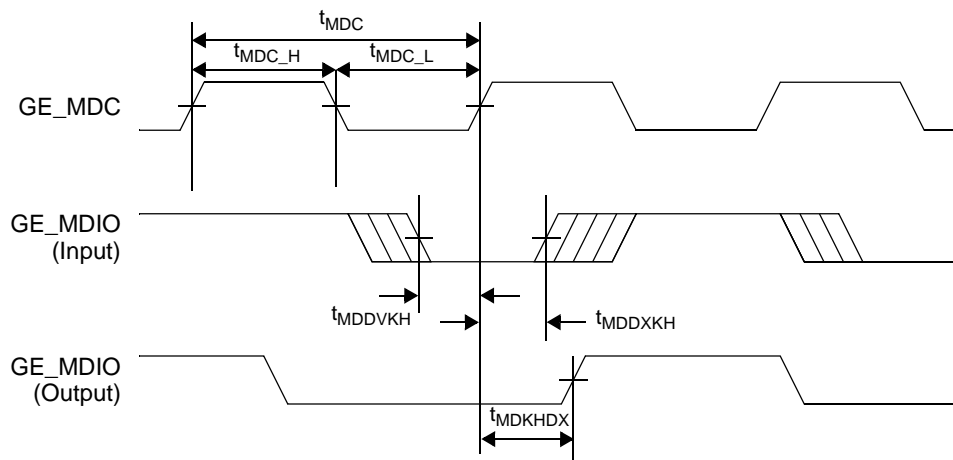 tMDC
tMDC_H
tMDC_L
GE_MDC
GE_MDIO
(Input)
tMDDVKH
tMDDXKH
GE_MDIO
(Output)
tMDKHDX